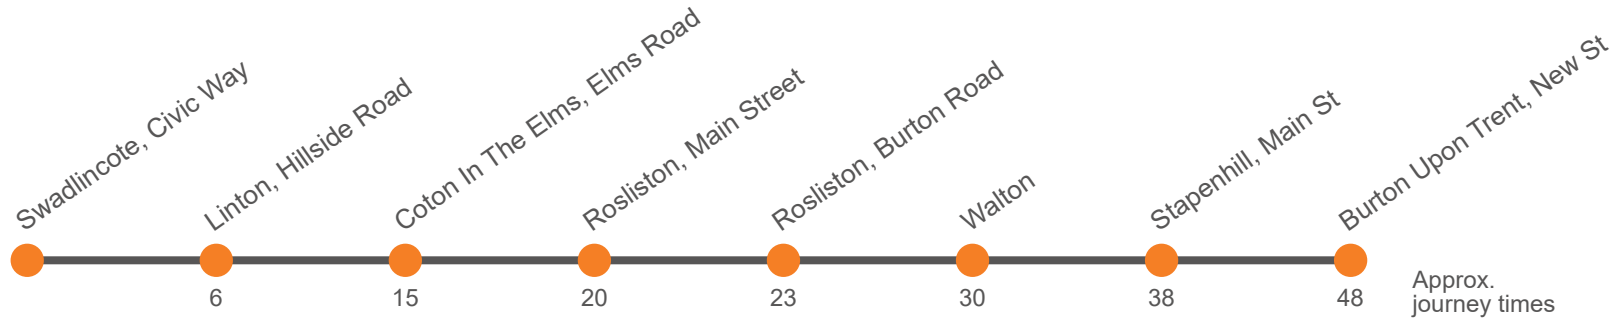 Swadlincote, Civic Way
Linton, Hillside Road
Coton In The Elms, Elms Road
Rosliston, Main Street
Rosliston, Burton Road
Walton
Stapenhill, Main St
Burton Upon Trent, New St
6
15
20
23
30
38
48
Approx.
journey times